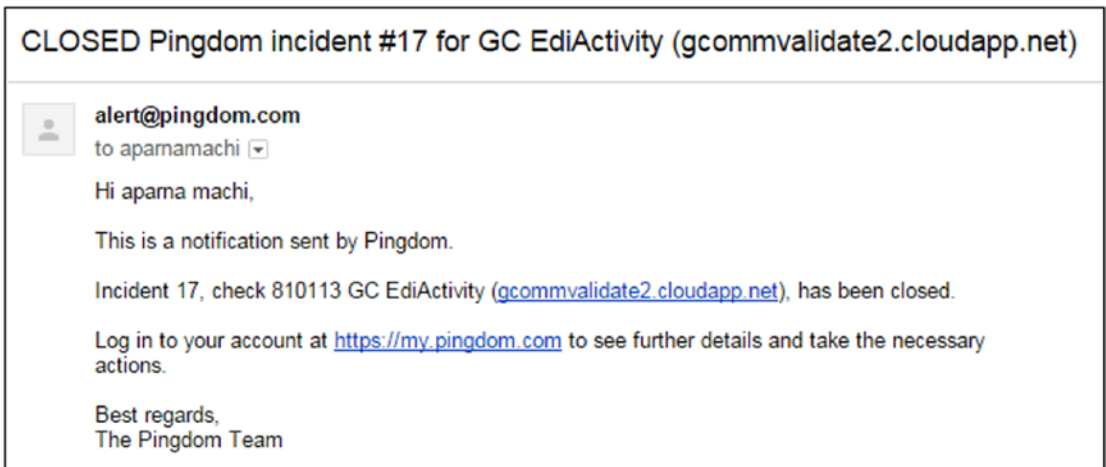 CLOSED Pingdom incident #17 for GC EdiActivity (gcommvalidate2.cloudapp.net)
alert@pingdom.com
to aparnamachi
Hi aparna machi,
This is a notification sent by Pingdom.
Incident 17, check 810113 GC EdiActivity (gcommvalidate2.cloudapp.net), has been closed.
Log in to your account at https://my.pingdom.com to see further details and take the necessary
actions.
Best regards,
The Pingdom Team